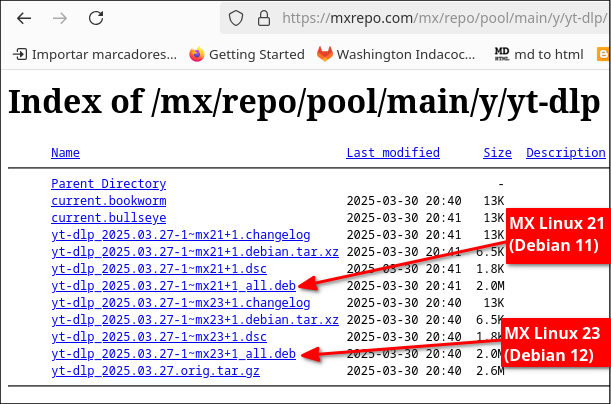 https://mxrepo.com/mx/repo/pool/main/y/yt-dlp/
Importar marcadores... Getting Started Washington Indacoc... MD HTML md to html
Index of /mx/repo/pool/main/y/yt-dlp
Name Last modified Size Description
Parent Directory -
current.bookworm 2025-03-30 20:40 13K
current.bullseye 2025-03-30 20:41 13K
yt-dlp_2025.03.27-1~mx21+1.changelog 2025-03-30 20:41 13K
yt-dlp_2025.03.27-1~mx21+1.debian.tar.xz 2025-03-30 20:41 6.5K
yt-dlp_2025.03.27-1~mx21+1.dsc 2025-03-30 20:41 1.8K
yt-dlp_2025.03.27-1~mx21+1_all.deb 2025-03-30 20:41 2.0M
MX Linux 21
(Debian 11)
yt-dlp_2025.03.27-1~mx23+1.changelog 2025-03-30 20:40 13K
yt-dlp_2025.03.27-1~mx23+1.debian.tar.xz 2025-03-30 20:40 6.5K
yt-dlp_2025.03.27-1~mx23+1.dsc 2025-03-30 20:40 1.8K
yt-dlp_2025.03.27-1~mx23+1_all.deb 2025-03-30 20:40 2.0M
MX Linux 23
(Debian 12)
yt-dlp_2025.03.27.orig.tar.gz 2025-03-30 20:40 2.6M